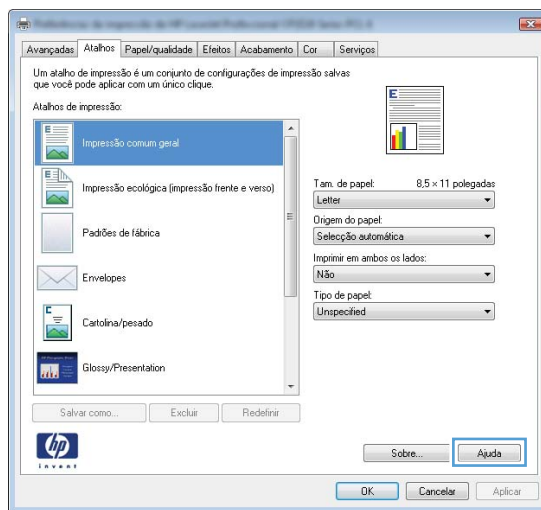 Avançadas Atalhos Papel/qualidade Efeitos Acabamento Cor Serviços
Um atalho de impressão é um conjunto de configurações de impressão salvas
que você pode aplicar com um único clique.
Atalhos de impressão:
Impressão comum geral
Impressão ecológica (impressão frente e verso)
Padrões de fábrica
Envelopes
Cartolina/pesado
Glossy/Presentation
Tam. de papel: 8,5 × 11 polegadas
Letter
Origem do papel:
Selecção automática
Imprimir em ambos os lados:
Não
Tipo de papel:
Unspecified
Salvar como... Excluir Redefinir
hp
invent
Sobre... Ajuda
OK Cancelar Aplicar